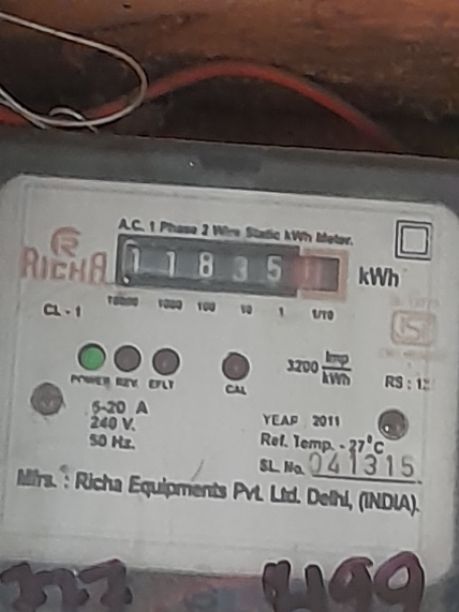 A.C. 1 Phase 2 Wire Static kWh Meter.
RICHA
1 1 8 3 5
kWh
10000 1000 100 10 1 1/10
CL - 1
POWER REV. EFLT
CAL
3200 Imp/kWh
5-20 A
240 V.
50 Hz.
YEAR 2011
Ref. Temp. - 27°C
SL. No. 041315
Mfrs. : Richa Equipments Pvt. Ltd. Delhi, (INDIA).